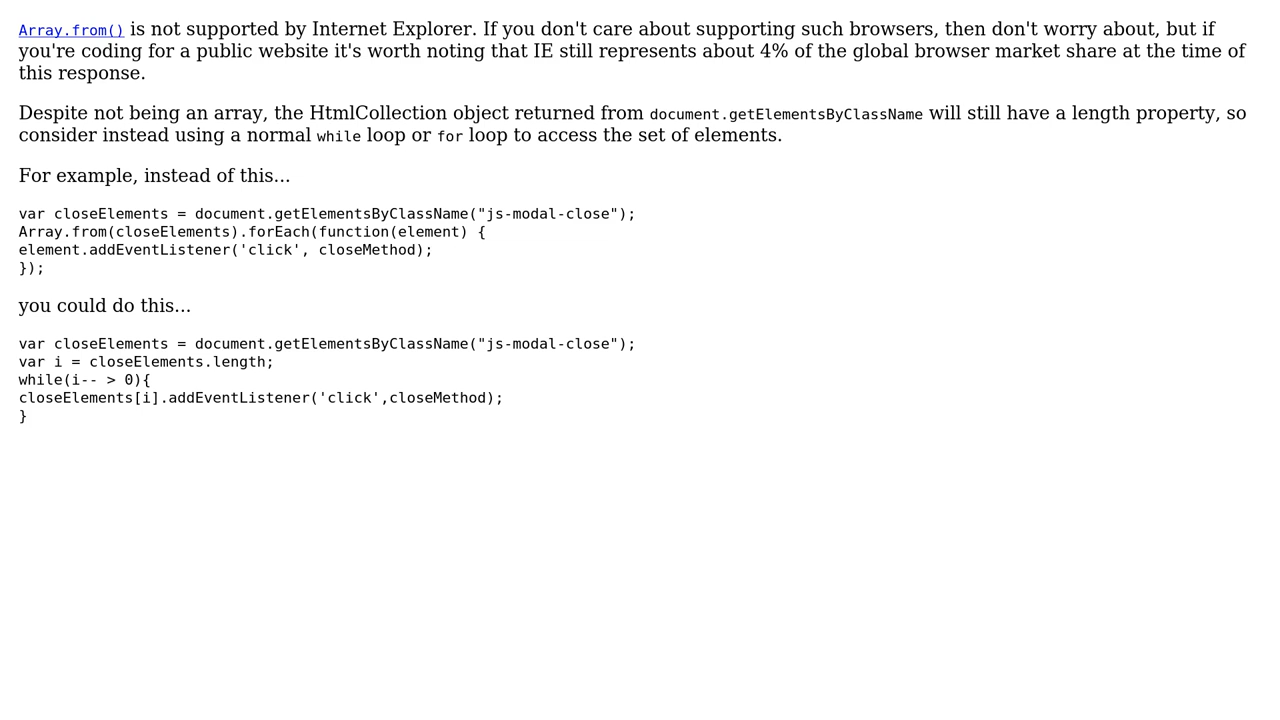 Array.from() is not supported by Internet Explorer. If you don't care about supporting such browsers, then don't worry about, but if
you're coding for a public website it's worth noting that IE still represents about 4% of the global browser market share at the time of
this response.
Despite not being an array, the HtmlCollection object returned from document.getElementsByClassName will still have a length property, so
consider instead using a normal while loop or for loop to access the set of elements.
For example, instead of this...
var closeElements = document.getElementsByClassName("js-modal-close");
Array.from(closeElements).forEach(function(element) {
element.addEventListener('click', closeMethod);
});
you could do this...
var closeElements = document.getElementsByClassName("js-modal-close");
var i = closeElements.length;
while(i-- > 0){
closeElements[i].addEventListener('click',closeMethod);
}